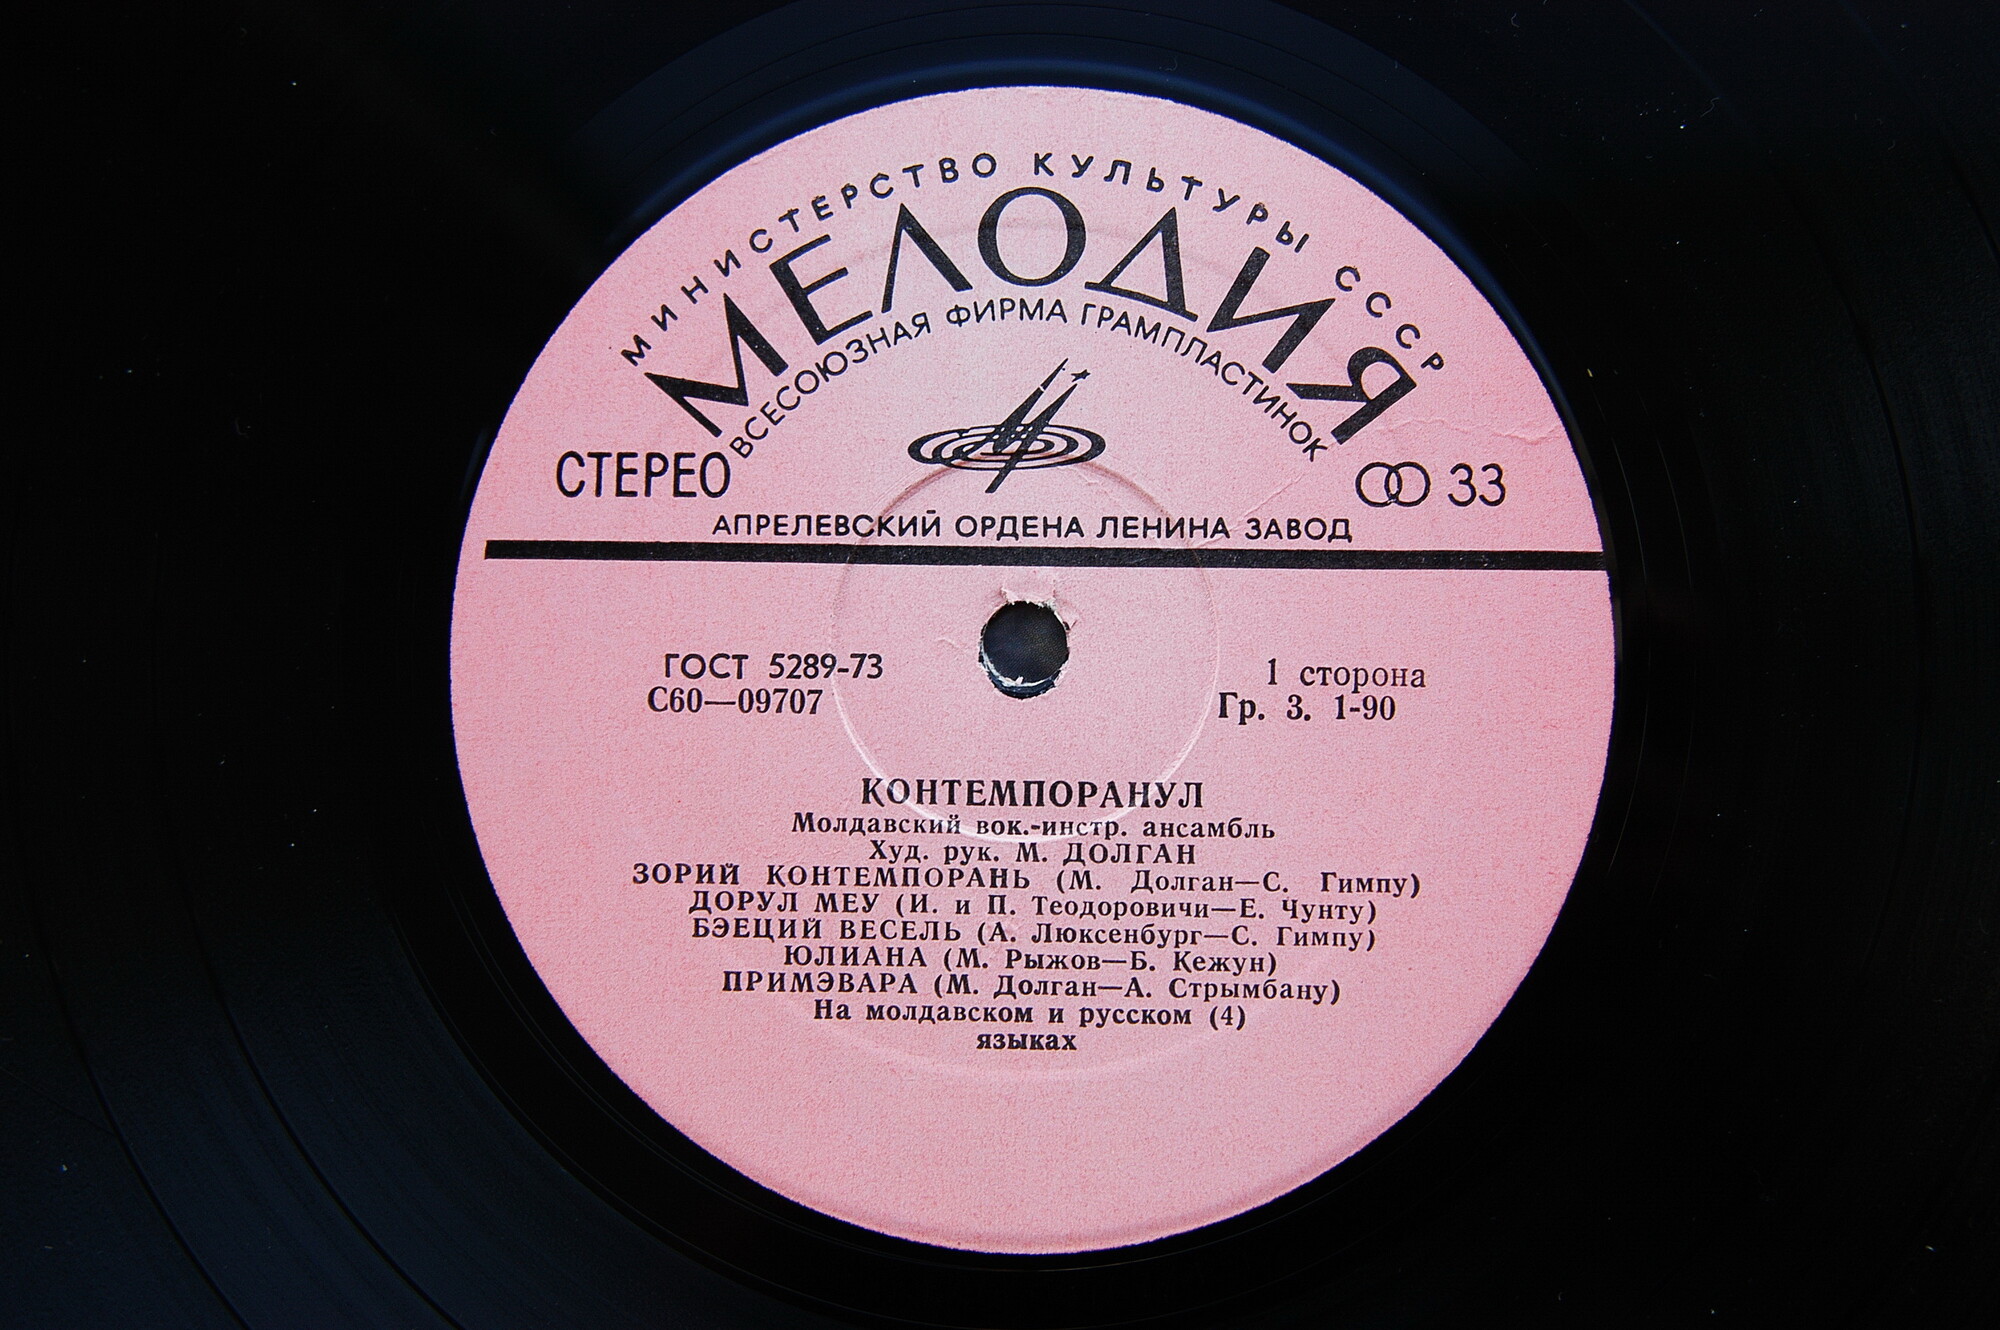 МИНИСТЕРСТВО КУЛЬТУРЫ СССР
МЕЛОДИЯ
ВСЕСОЮЗНАЯ ФИРМА ГРАМПЛАСТИНОК
СТЕРЕО
33
АПРЕЛЕВСКИЙ ОРДЕНА ЛЕНИНА ЗАВОД
ГОСТ 5289-73
С60—09707
1 сторона
Гр. 3. 1-90
КОНТЕМПОРАНУЛ
Молдавский вок.-инстр. ансамбль
Худ. рук. М. ДОЛГАН
ЗОРИЙ КОНТЕМПОРАНЬ (М. Долган—С. Гимпу)
ДОРУЛ МЕУ (И. и П. Теодоровичи—Е. Чунту)
БЭЕЦИЙ ВЕСЕЛЬ (А. Люксенбург—С. Гимпу)
ЮЛИАНА (М. Рыжов—Б. Кежун)
ПРИМЭВАРА (М. Долган—А. Стрымбану)
На молдавском и русском (4)
языках